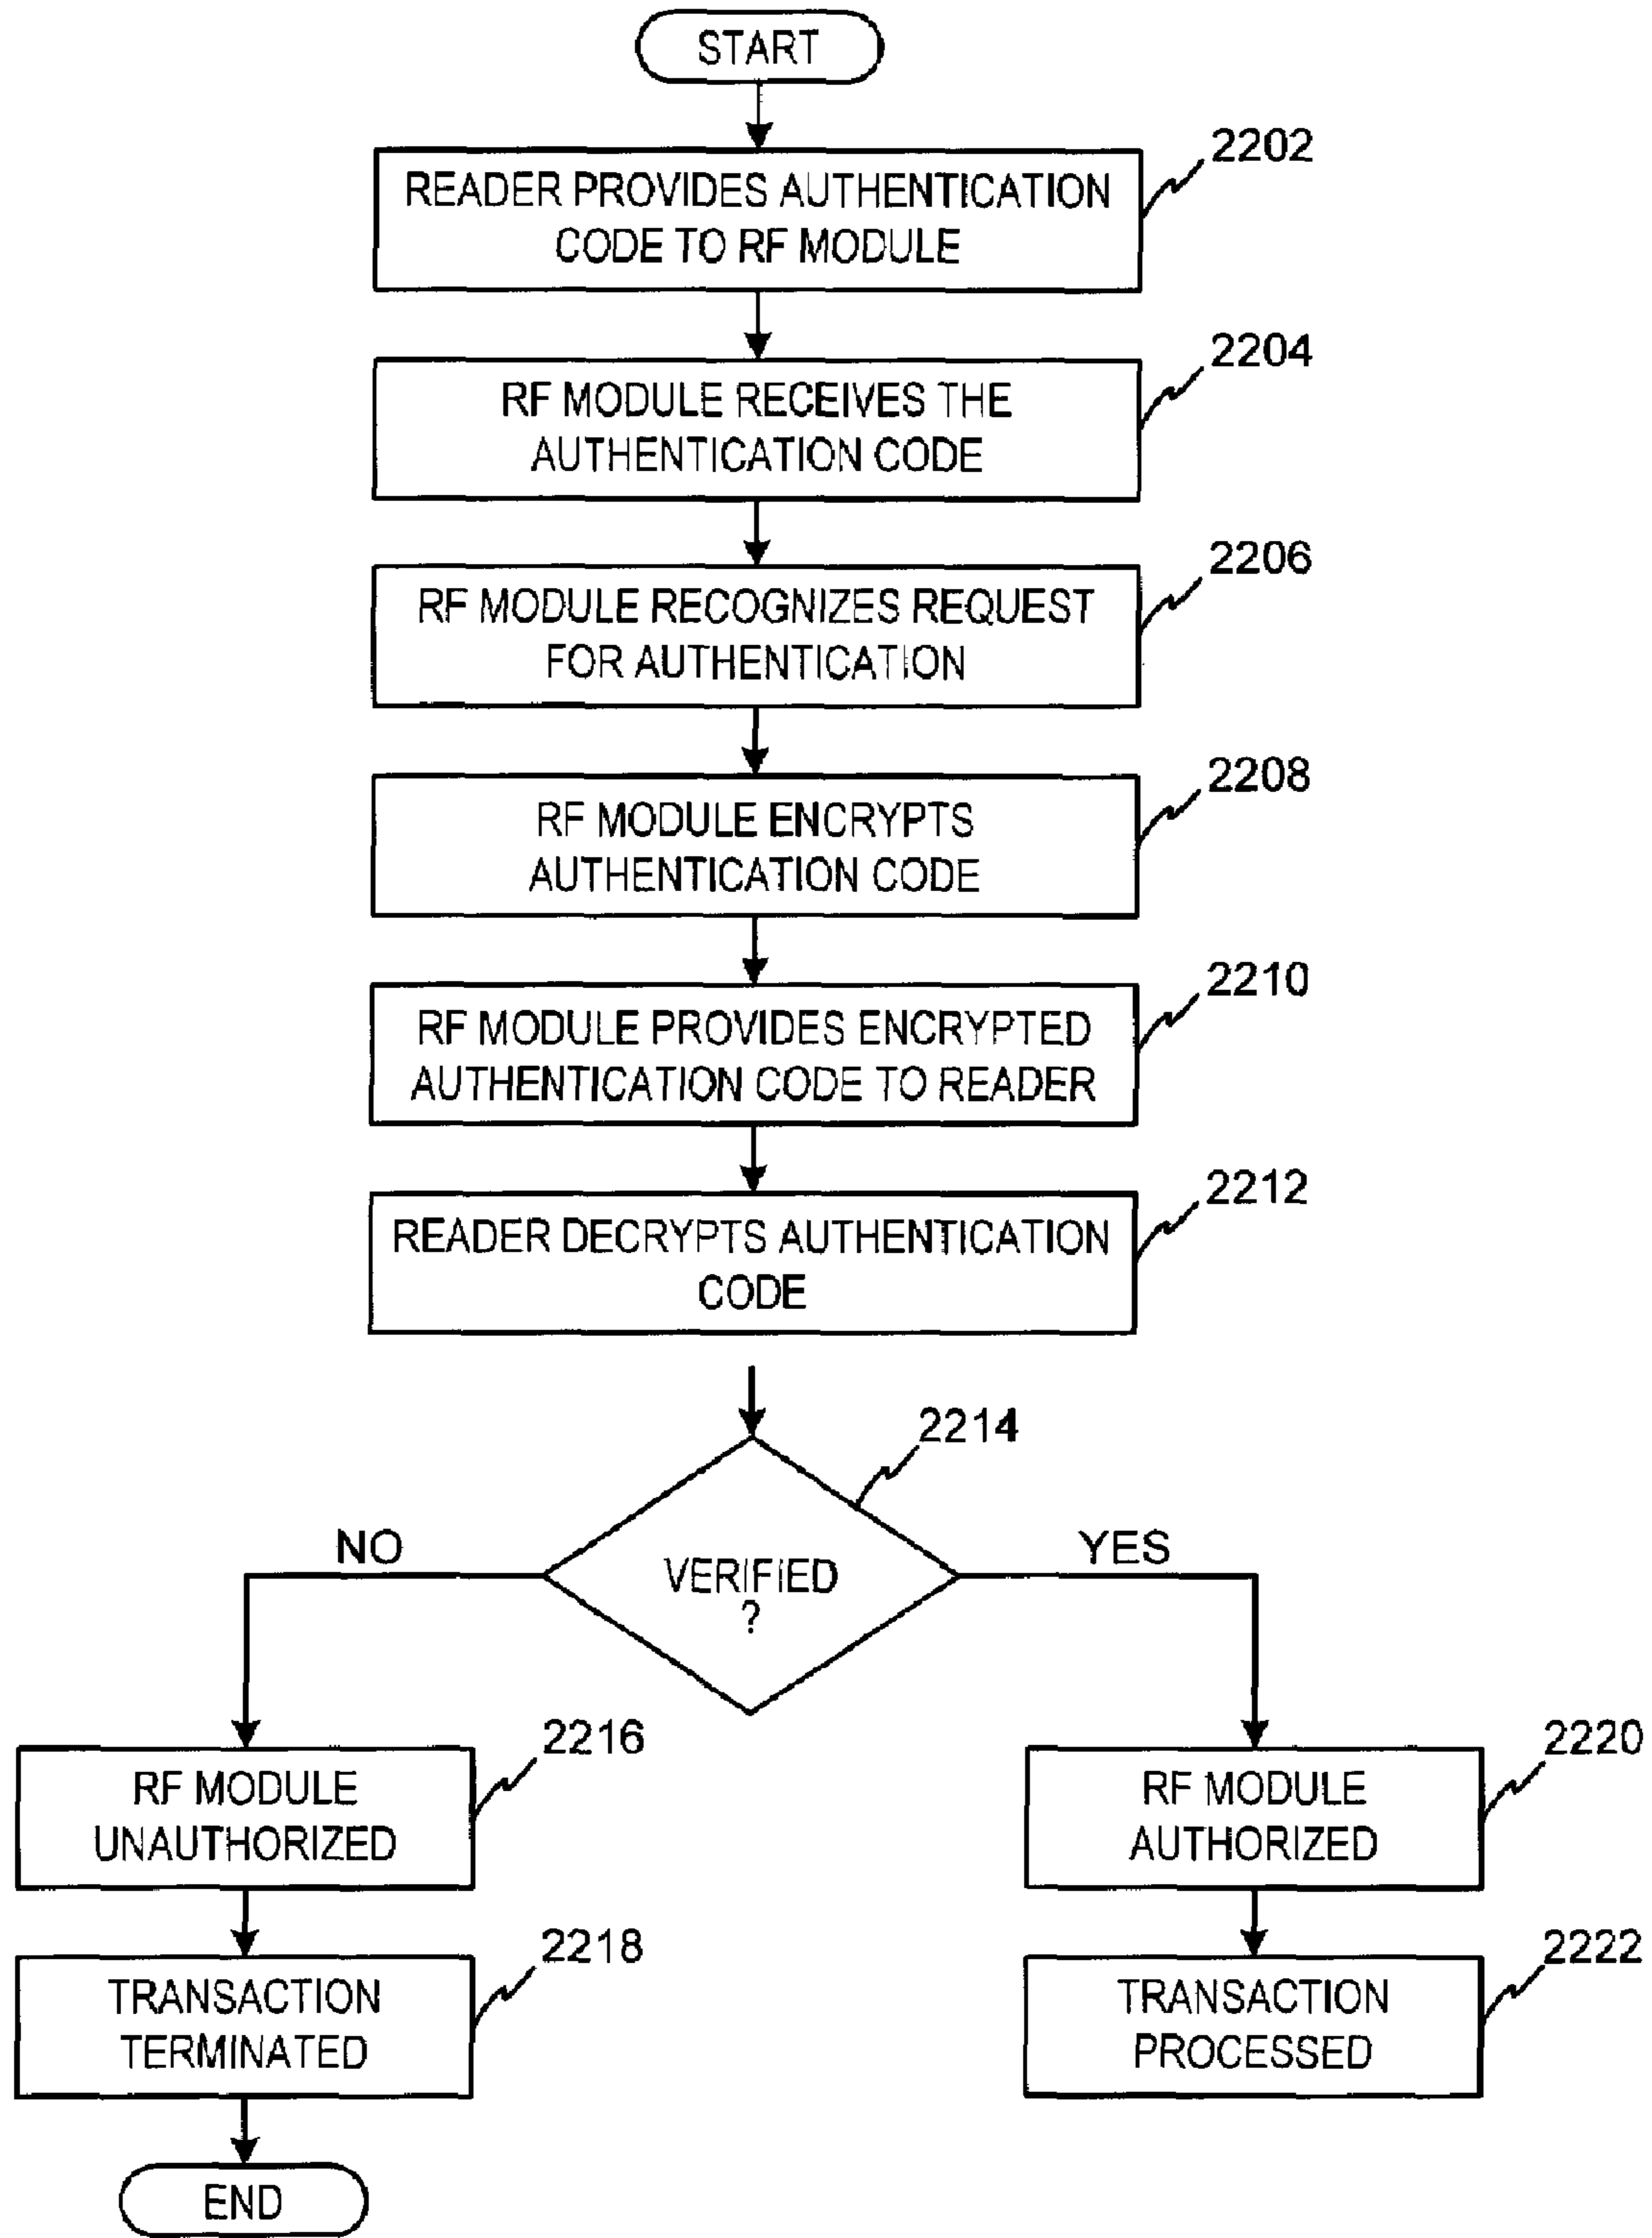 START
2202
READER PROVIDES AUTHENTICATION
CODE TO RF MODULE
2204
RF MODULE RECEIVES THE
AUTHENTICATION CODE
2206
RF MODULE RECOGNIZES REQUEST
FOR AUTHENTICATION
2208
RF MODULE ENCRYPTS
AUTHENTICATION CODE
2210
RF MODULE PROVIDES ENCRYPTED
AUTHENTICATION CODE TO READER
2212
READER DECRYPTS AUTHENTICATION
CODE
2214
NO
YES
VERIFIED
?
2216
RF MODULE
UNAUTHORIZED
2220
RF MODULE
AUTHORIZED
2218
TRANSACTION
TERMINATED
2222
TRANSACTION
PROCESSED
END